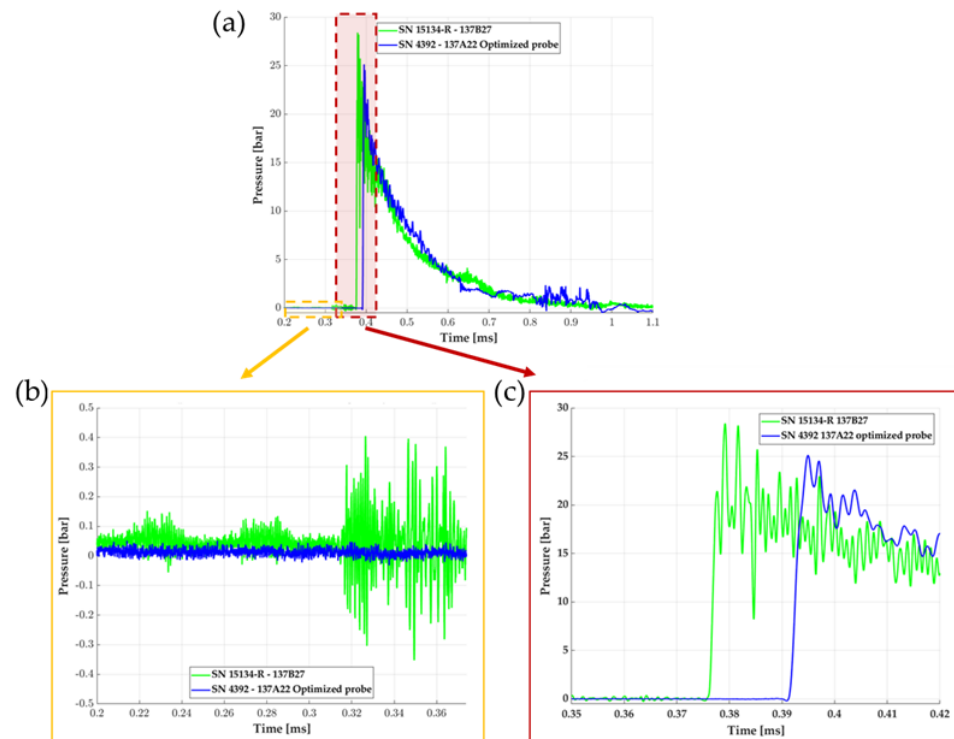 (a)
30
25
20
15
10
5
0
Pressure [bar]
SN 15134-R - 137B27
SN 4392 - 137A22 Optimized probe
0.2 0.3 0.4 0.5 0.6 0.7 0.8 0.9 1 1.1
Time [ms]
(b)
0.5
0.4
0.3
0.2
0.1
0
-0.1
-0.2
-0.3
-0.4
-0.5
Pressure [bar]
SN 15134-R - 137B27
SN 4392 - 137A22 Optimized probe
0.2 0.22 0.24 0.26 0.28 0.3 0.32 0.34 0.36
Time [ms]
(c)
30
25
20
15
10
5
0
Pressure [bar]
SN 15134-R 137B27
SN 4392 137A22 optimized probe
0.35 0.36 0.37 0.38 0.39 0.4 0.41 0.42
Time [ms]